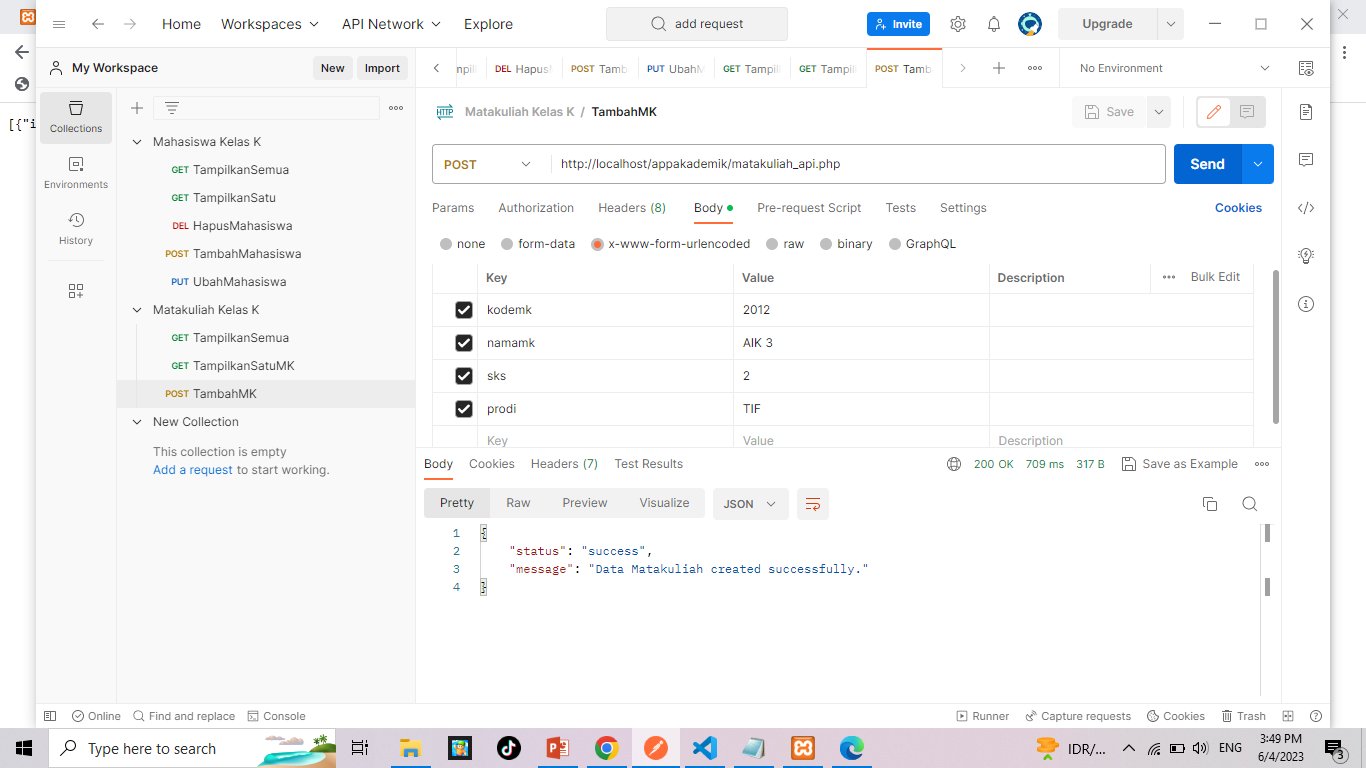 Home Workspaces API Network Explore add request Invite Upgrade
My Workspace New Import
DEL Hapus POST Tamb PUT UbahM GET Tampil GET Tampil POST Tamb No Environment
[{"i
Collections
Environments
History
Mahasiswa Kelas K
GET TampilkanSemua
GET TampilkanSatu
DEL HapusMahasiswa
POST TambahMahasiswa
PUT UbahMahasiswa
Matakuliah Kelas K
GET TampilkanSemua
GET TampilkanSatuMK
POST TambahMK
New Collection
This collection is empty
Add a request to start working.
HTTP Matakuliah Kelas K / TambahMK Save
POST http://localhost/appakademik/matakuliah_api.php Send
Params Authorization Headers (8) Body Pre-request Script Tests Settings Cookies
none form-data x-www-form-urlencoded raw binary GraphQL
Key Value Description Bulk Edit
kodemk 2012
namamk AIK 3
sks 2
prodi TIF
Key Value Description
Body Cookies Headers (7) Test Results 200 OK 709 ms 317 B Save as Example
Pretty Raw Preview Visualize JSON
1 {
2 "status": "success",
3 "message": "Data Matakuliah created successfully."
4 }
Online Find and replace Console Runner Capture requests Cookies Trash
Type here to search IDR/... ENG 3:49 PM
6/4/2023 3